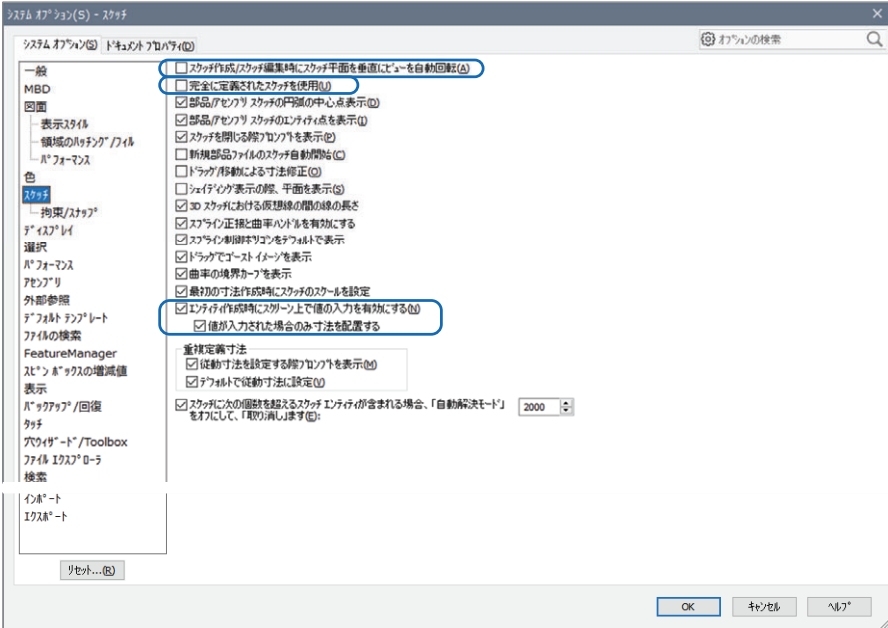 システム オプション(S) - スケッチ
システム オプション(S) ドキュメント プロパティ(D)
オプションの検索
一般
MBD
図面
表示スタイル
領域のハッチング/フィル
パフォーマンス
色
スケッチ
拘束/スナップ
ディスプレイ
選択
パフォーマンス
アセンブリ
外部参照
デフォルト テンプレート
ファイルの検索
FeatureManager
スピン ボックスの増減値
表示
バックアップ/回復
タッチ
穴ウィザード/Toolbox
ファイル エクスプローラ
検索
インポート
エクスポート
リセット...(R)
スケッチ作成/スケッチ編集時にスケッチ平面を垂直にビューを自動回転(A)
完全に定義されたスケッチを使用(U)
部品/アセンブリ スケッチの円弧の中心点表示(D)
部品/アセンブリ スケッチのエンティティ点を表示(I)
スケッチを閉じる際プロンプトを表示(P)
新規部品ファイルのスケッチ自動開始(C)
ドラッグ/移動による寸法修正(O)
シェイディング表示の際、平面を表示(S)
3D スケッチにおける仮想線の間の線の長さ
スプライン正接と曲率ハンドルを有効にする
スプライン制御ポリゴンをデフォルトで表示
ドラッグでゴースト イメージを表示
曲率の境界カーブを表示
最初の寸法作成時にスケッチのスケールを設定
エンティティ作成時にスクリーン上で値の入力を有効にする(N)
値が入力された場合のみ寸法を配置する
重複定義寸法
従動寸法を設定する際プロンプトを表示(M)
デフォルトで従動寸法に設定(V)
スケッチに次の個数を超えるスケッチ エンティティが含まれる場合、「自動解決モード」 2000
をオフにして、「取り消し」ます(E):
OK キャンセル ヘルプ